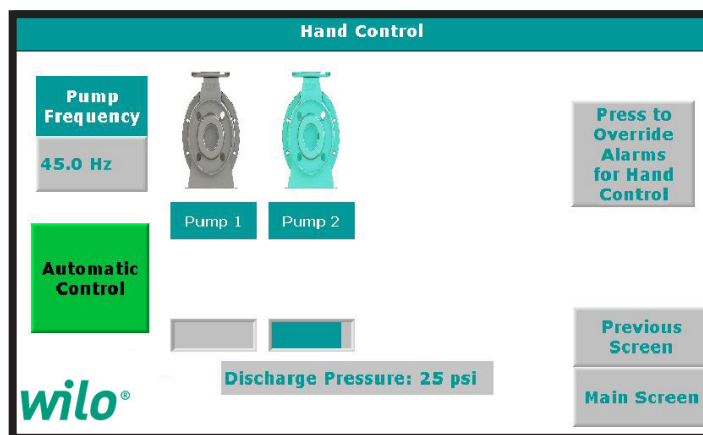 Hand Control
Pump
Frequency
45.0 Hz
Pump 1
Pump 2
Press to
Override
Alarms
for Hand
Control
Automatic
Control
Discharge Pressure: 25 psi
Previous
Screen
Main Screen
wilo®